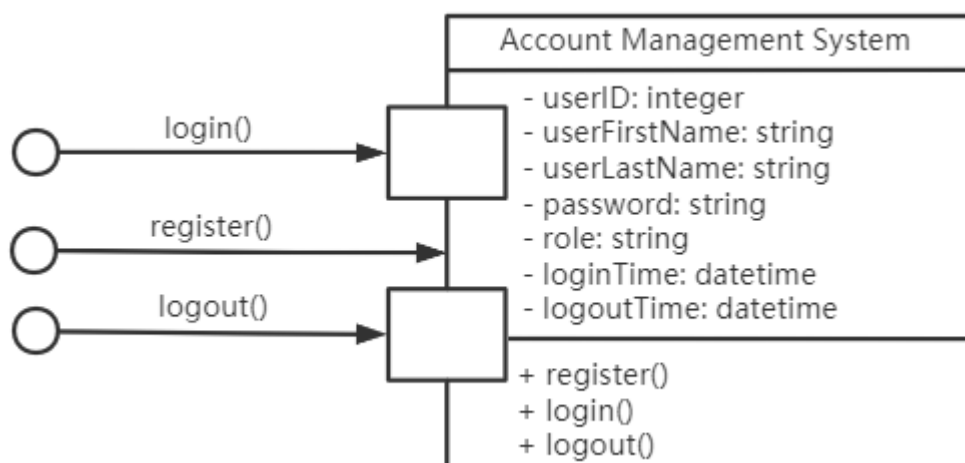 Account Management System
- userID: integer
- userFirstName: string
- userLastName: string
- password: string
- role: string
- loginTime: datetime
- logoutTime: datetime
+ register()
+ login()
+ logout()
login()
register()
logout()